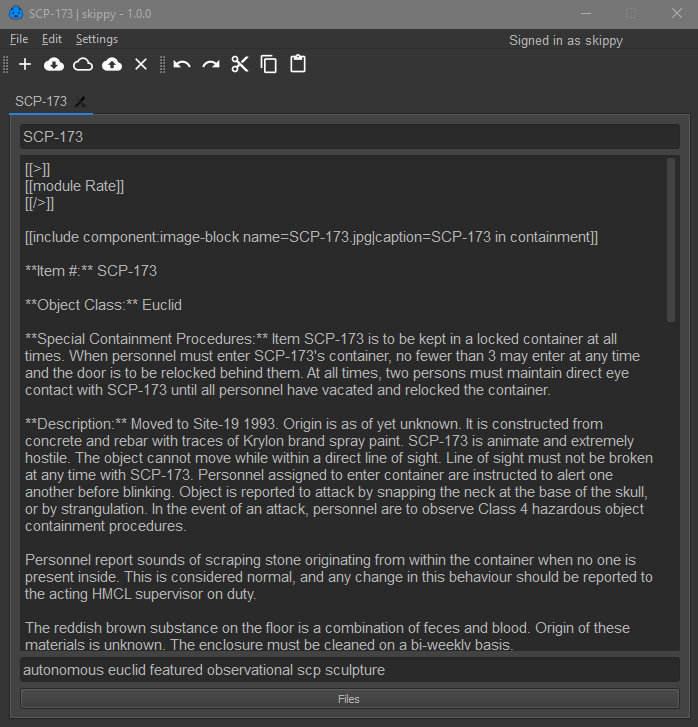 SCP-173 | skippy - 1.0.0
File Edit Settings
Signed in as skippy
SCP-173
SCP-173
[[>]]
[[module Rate]]
[[/>]]
[[include component:image-block name=SCP-173.jpg|caption=SCP-173 in containment]]
**Item #:** SCP-173
**Object Class:** Euclid
**Special Containment Procedures:** Item SCP-173 is to be kept in a locked container at all
times. When personnel must enter SCP-173's container, no fewer than 3 may enter at any time
and the door is to be relocked behind them. At all times, two persons must maintain direct eye
contact with SCP-173 until all personnel have vacated and relocked the container.
**Description:** Moved to Site-19 1993. Origin is as of yet unknown. It is constructed from
concrete and rebar with traces of Krylon brand spray paint. SCP-173 is animate and extremely
hostile. The object cannot move while within a direct line of sight. Line of sight must not be broken
at any time with SCP-173. Personnel assigned to enter container are instructed to alert one
another before blinking. Object is reported to attack by snapping the neck at the base of the skull,
or by strangulation. In the event of an attack, personnel are to observe Class 4 hazardous object
containment procedures.
Personnel report sounds of scraping stone originating from within the container when no one is
present inside. This is considered normal, and any change in this behaviour should be reported to
the acting HMCL supervisor on duty.
The reddish brown substance on the floor is a combination of feces and blood. Origin of these
materials is unknown. The enclosure must be cleaned on a bi-weekly basis.
autonomous euclid featured observational scp sculpture
Files